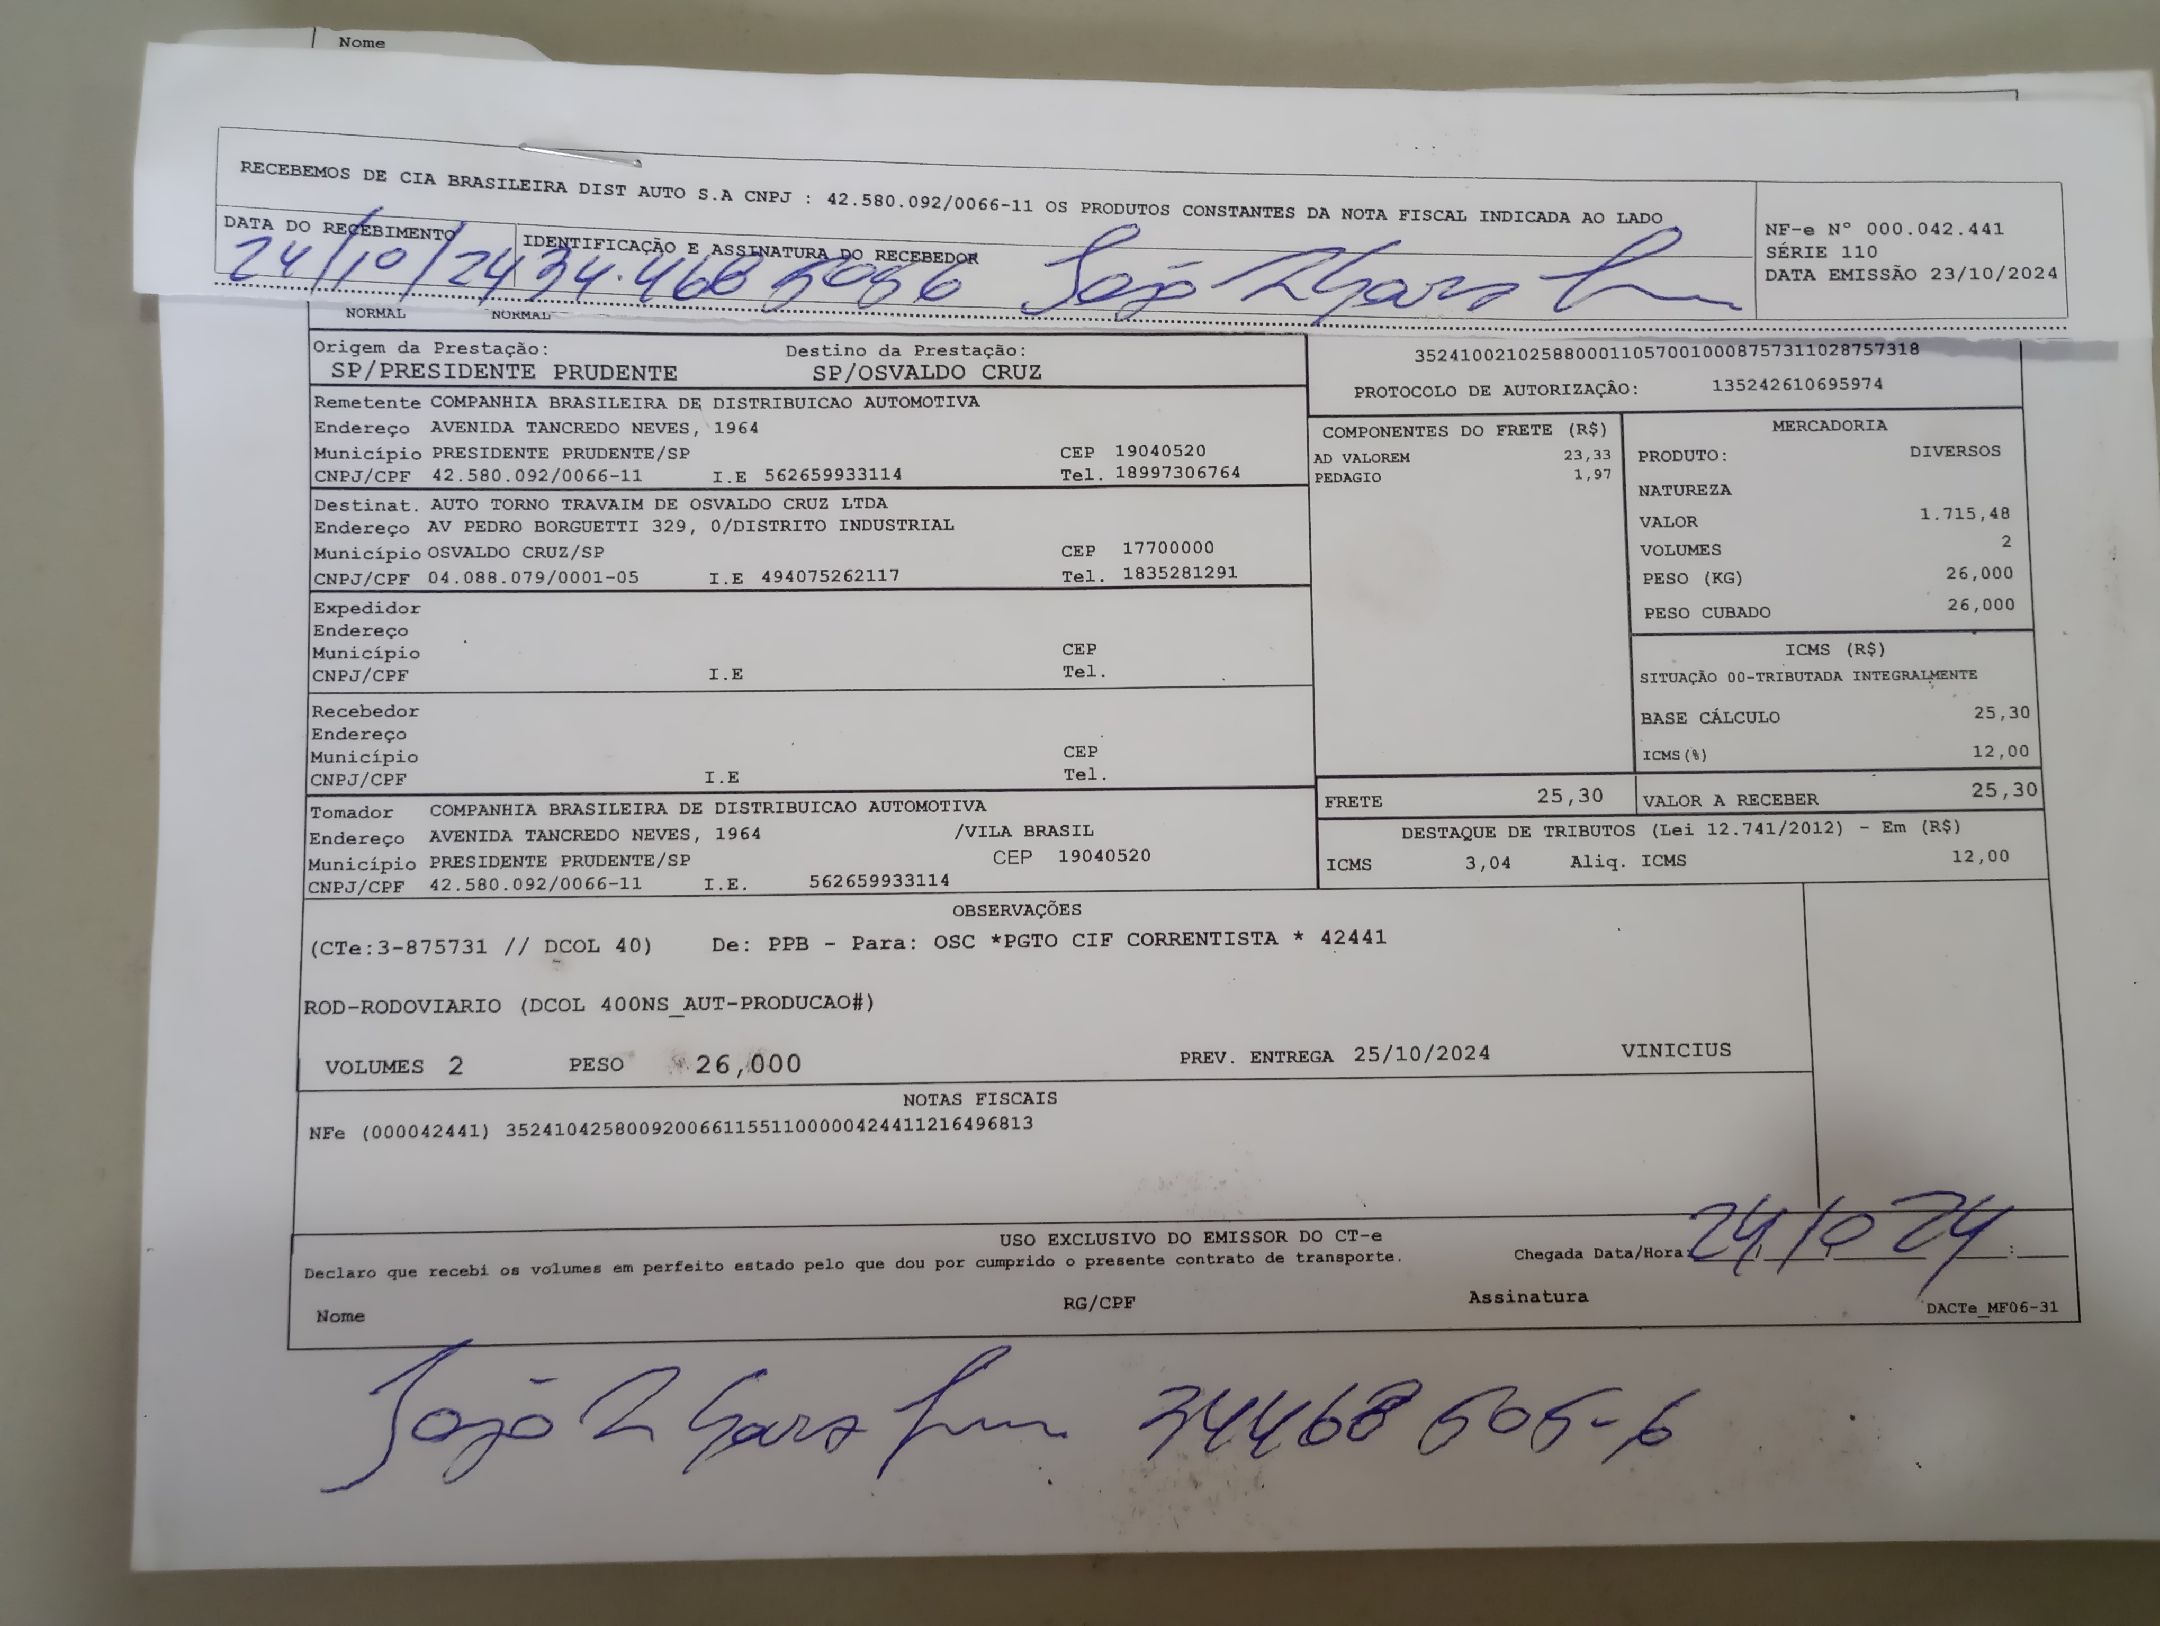 Nome
RECEBEMOS DE CIA BRASILEIRA DIST AUTO S.A CNPJ : 42.580.092/0066-11 OS PRODUTOS CONSTANTES DA NOTA FISCAL INDICADA AO LADO
NF-e Nº 000.042.441
SÉRIE 110
DATA EMISSÃO 23/10/2024
DATA DO RECEBIMENTO IDENTIFICAÇÃO E ASSINATURA DO RECEBEDOR
24/10/24 34.468 5056 João
NORMAL NORMAL
Origem da Prestação: Destino da Prestação:
SP/PRESIDENTE PRUDENTE SP/OSVALDO CRUZ
35241002102588000110570010008757311028757318
PROTOCOLO DE AUTORIZAÇÃO: 135242610695974
Remetente COMPANHIA BRASILEIRA DE DISTRIBUICAO AUTOMOTIVA
Endereço AVENIDA TANCREDO NEVES, 1964
Município PRESIDENTE PRUDENTE/SP CEP 19040520
CNPJ/CPF 42.580.092/0066-11 I.E 562659933114 Tel. 18997306764
Destinat. AUTO TORNO TRAVAIM DE OSVALDO CRUZ LTDA
Endereço AV PEDRO BORGUETTI 329, 0/DISTRITO INDUSTRIAL
Município OSVALDO CRUZ/SP CEP 17700000
CNPJ/CPF 04.088.079/0001-05 I.E 494075262117 Tel. 1835281291
Expedidor
Endereço
Município CEP
CNPJ/CPF I.E Tel.
Recebedor
Endereço
Município CEP
CNPJ/CPF I.E Tel.
Tomador COMPANHIA BRASILEIRA DE DISTRIBUICAO AUTOMOTIVA
Endereço AVENIDA TANCREDO NEVES, 1964 /VILA BRASIL
Município PRESIDENTE PRUDENTE/SP CEP 19040520
CNPJ/CPF 42.580.092/0066-11 I.E. 562659933114
COMPONENTES DO FRETE (R$)
AD VALOREM 23,33
PEDAGIO 1,97
MERCADORIA
PRODUTO: DIVERSOS
NATUREZA
VALOR 1.715,48
VOLUMES 2
PESO (KG) 26,000
PESO CUBADO 26,000
ICMS (R$)
SITUAÇÃO 00-TRIBUTADA INTEGRALMENTE
BASE CÁLCULO 25,30
ICMS(%) 12,00
FRETE 25,30 VALOR A RECEBER 25,30
DESTAQUE DE TRIBUTOS (Lei 12.741/2012) - Em (R$)
ICMS 3,04 Aliq. ICMS 12,00
OBSERVAÇÕES
(CTe:3-875731 // DCOL 40) De: PPB - Para: OSC *PGTO CIF CORRENTISTA * 42441
ROD-RODOVIARIO (DCOL 400NS_AUT-PRODUCAO#)
VOLUMES 2 PESO 26,000 PREV. ENTREGA 25/10/2024 VINICIUS
NOTAS FISCAIS
NFe (000042441) 35241042580092006611551100000424411216496813
USO EXCLUSIVO DO EMISSOR DO CT-e
Declaro que recebi os volumes em perfeito estado pelo que dou por cumprido o presente contrato de transporte.
Chegada Data/Hora: 24 10 24
Nome RG/CPF Assinatura
DACTe_MF06-31
João 34468505-6